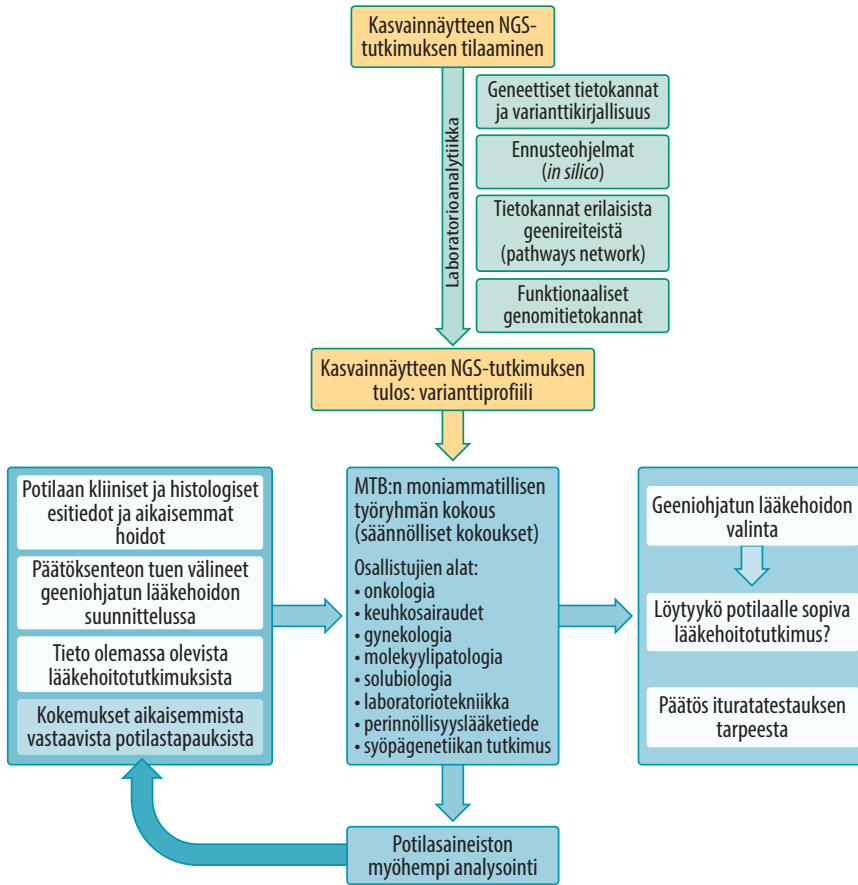 Kasvainnäytteen NGS-
tutkimuksen tilaaminen
Laboratorioanalytiikka
Geneettiset tietokannat
ja varianttikirjallisuus
Ennusteohjelmat
(in silico)
Tietokannat erilaisista
geenireiteistä
(pathways network)
Funktionaaliset
genomitietokannat
Kasvainnäytteen NGS-tutkimuksen
tulos: varianttiprofiili
Potilaan kliiniset ja histologiset
esitiedot ja aikaisemmat
hoidot
Päätöksenteon tuen välineet
geeniohjatun lääkehoidon
suunnittelussa
Tieto olemassa olevista
lääkehoitotutkimuksista
Kokemukset aikaisemmista
vastaavista potilastapauksista
MTB:n moniammatillisen
työryhmän kokous
(säännölliset kokoukset)
Osallistujien alat:
• onkologia
• keuhkosairaudet
• gynekologia
• molekyylipatologia
• solubiologia
• laboratoriotekniikka
• perinnöllisyyslääketiede
• syöpägenetiikan tutkimus
Geeniohjatun lääkehoidon
valinta
Löytyykö potilaalle sopiva
lääkehoitotutkimus?
Päätös ituratatestauksen
tarpeesta
Potilasaineiston
myöhempi analysointi